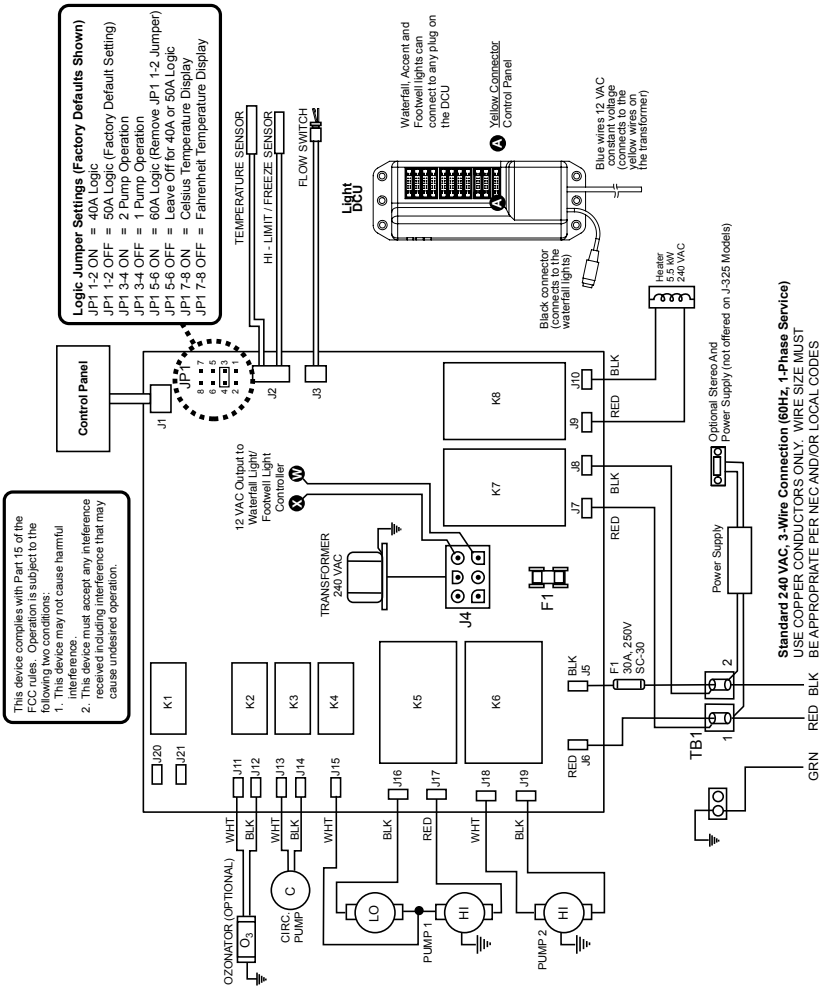 This device complies with Part 15 of the
FCC rules. Operation is subject to the
following two conditions:
1. This device may not cause harmful
interference.
2. This device must accept any inteference
received including interference that may
cause undesired operation.
Control Panel
Logic Jumper Settings (Factory Defaults Shown)
JP1 1-2 ON = 40A Logic
JP1 1-2 OFF = 50A Logic (Factory Default Setting)
JP1 3-4 ON = 2 Pump Operation
JP1 3-4 OFF = 1 Pump Operation
JP1 5-6 ON = 60A Logic (Remove JP1 1-2 Jumper)
JP1 5-6 OFF = Leave Off for 40A or 50A Logic
JP1 7-8 ON = Celsius Temperature Display
JP1 7-8 OFF = Fahrenheit Temperature Display
J1
JP1
8 7
6 5
4 3
2 1
J2
J3
TEMPERATURE SENSOR
HI - LIMIT / FREEZE SENSOR
FLOW SWITCH
J20
J21
K1
K2
K3
K4
K5
K6
K7
K8
OZONATOR (OPTIONAL)
O3
WHT
J11
BLK
J12
CIRC.
PUMP
C
WHT
J13
BLK
J14
WHT
J15
BLK
J16
RED
J17
WHT
J18
BLK
J19
LO
HI
PUMP 1
HI
PUMP 2
TRANSFORMER
240 VAC
12 VAC Output to
Waterfall Light/
Footwell Light
Controller
X
W
J4
F1
RED
J6
BLK
J5
F1
30A, 250V
SC-30
RED
J7
BLK
J8
RED
J9
BLK
J10
Heater
5.5 kW
240 VAC
Light
DCU
A
Waterfall, Accent and
Footwell lights can
connect to any plug on
the DCU
A
Yellow Connector
Control Panel
Black connector
(connects to the
waterfall lights)
Blue wires 12 VAC
constant voltage
(connects to the
yellow wires on
the transformer)
TB1
1
2
Power Supply
Optional Stereo And
Power Supply (not offered on J-325 Models)
GRN
RED
BLK
Standard 240 VAC, 3-Wire Connection (60Hz, 1-Phase Service)
USE COPPER CONDUCTORS ONLY. WIRE SIZE MUST
BE APPROPRIATE PER NEC AND/OR LOCAL CODES